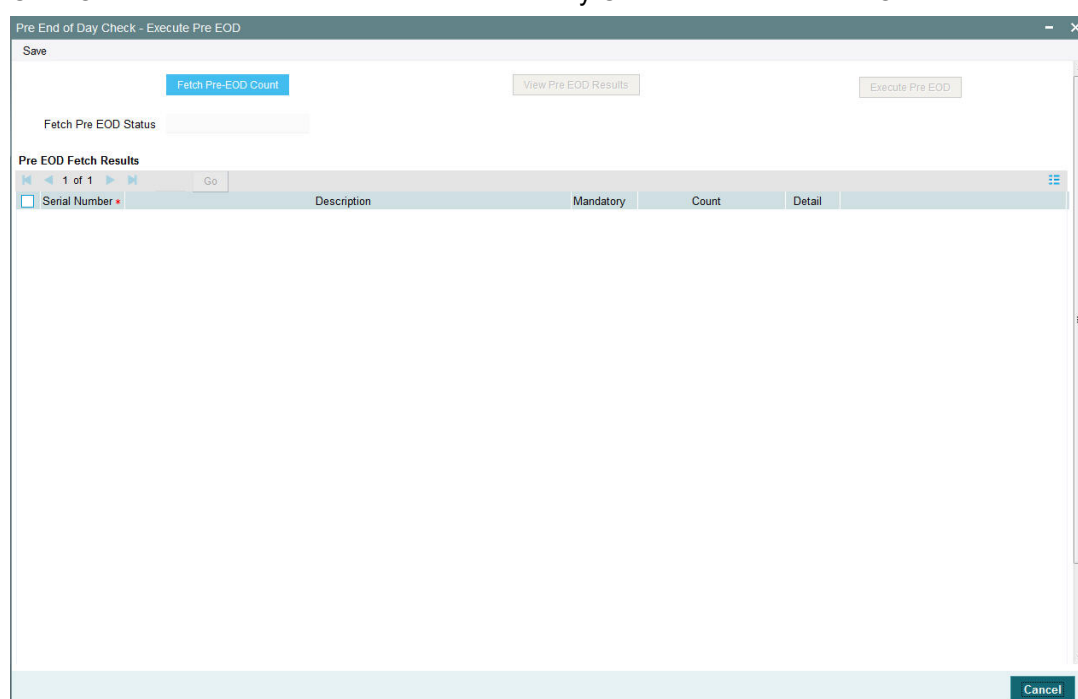 Pre End of Day Check - Execute Pre EOD
Save
Fetch Pre-EOD Count View Pre EOD Results Execute Pre EOD
Fetch Pre EOD Status
Pre EOD Fetch Results
1 of 1 Go
Serial Number * Description Mandatory Count Detail
Cancel